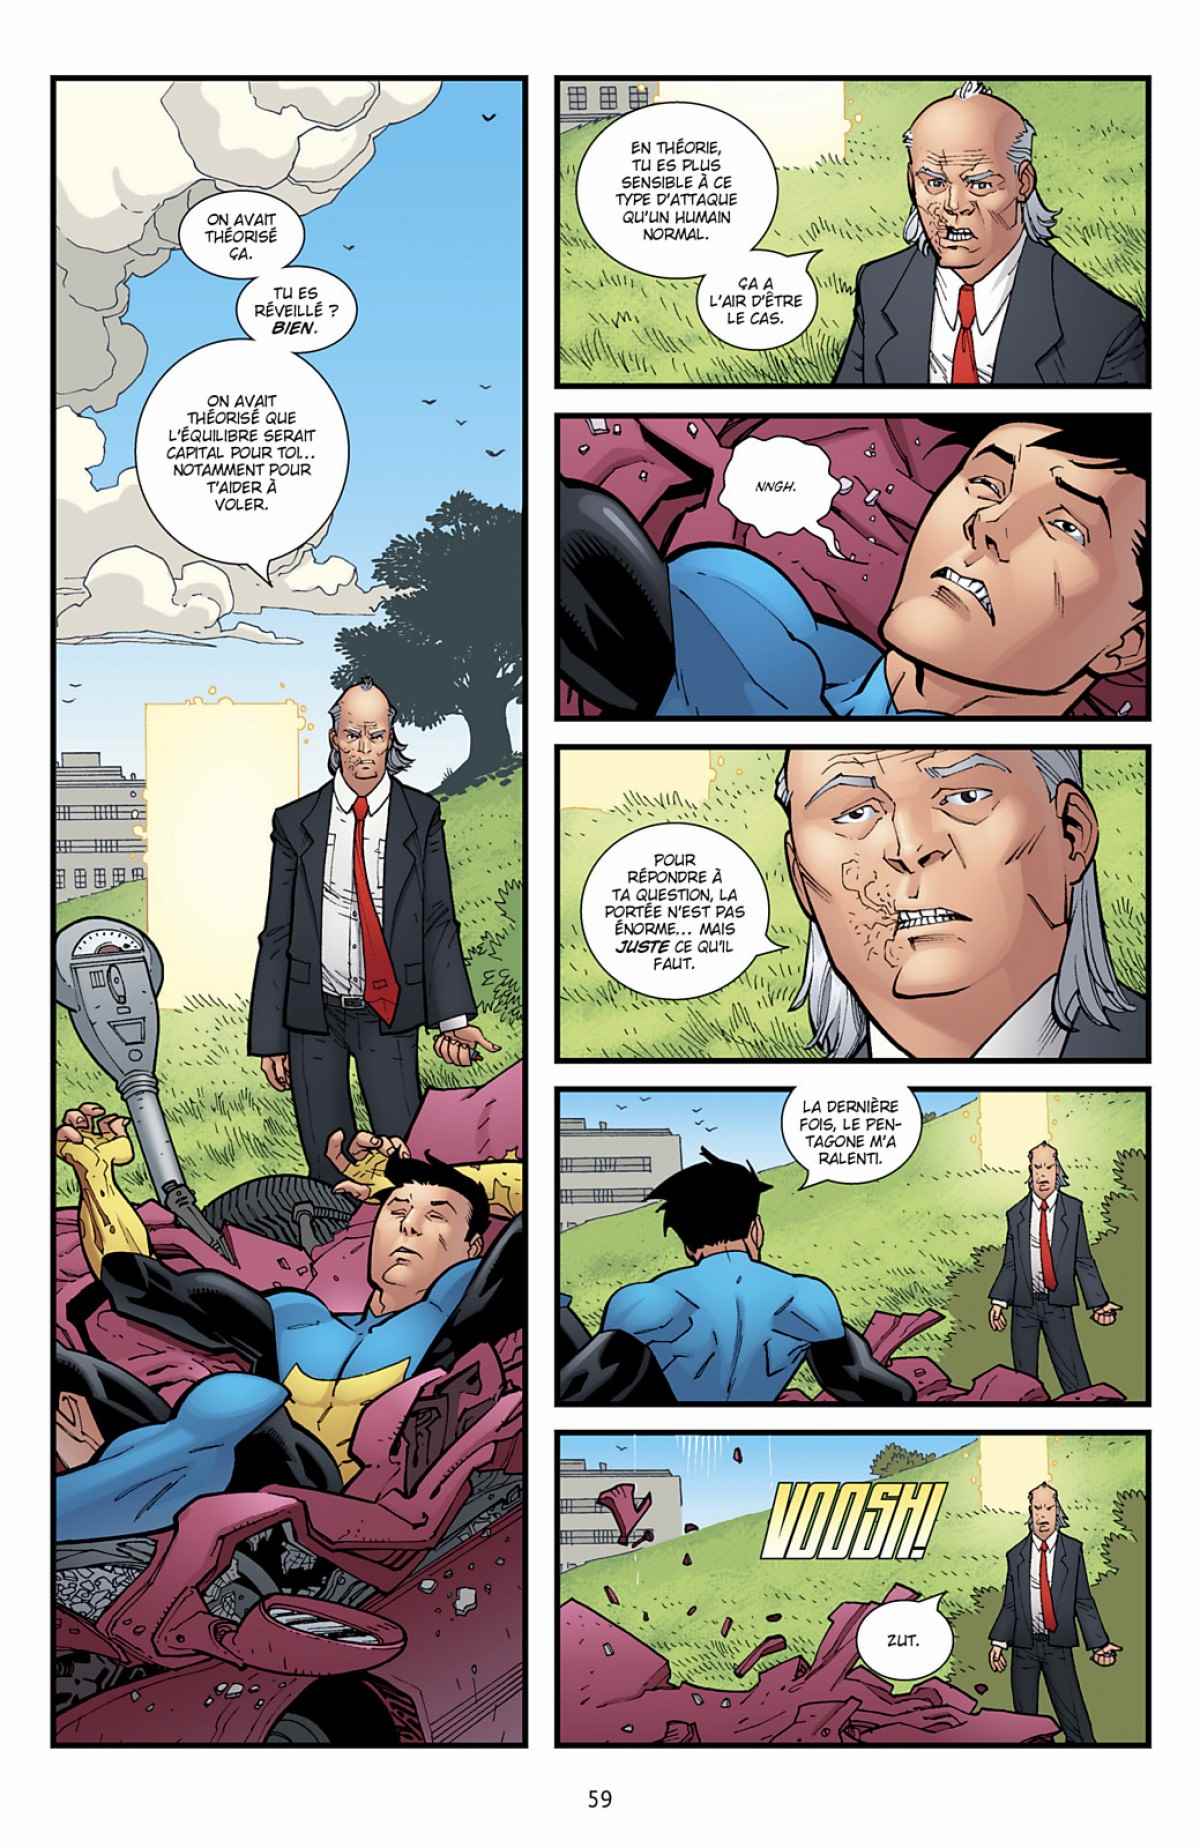 ON AVAIT
THÉORISÉ
ÇA.
TU ES
RÉVEILLÉ ?
BIEN.
ON AVAIT
THÉORISÉ QUE
L'ÉQUILIBRE SERAIT
CAPITAL POUR TOI..
NOTAMMENT POUR
T'AIDER À
VOLER.
EN THÉORIE,
TU ES PLUS
SENSIBLE À CE
TYPE D'ATTAQUE
QU'UN HUMAIN
NORMAL.
ÇA A
L'AIR D'ÊTRE
LE CAS.
NNGH.
POUR
RÉPONDRE À
TA QUESTION, LA
PORTÉE N'EST PAS
ÉNORME... MAIS
JUSTE CE QU'IL
FAUT.
LA DERNIÈRE
FOIS, LE PEN-
TAGONE M'A
RALENTI.
VOOSH!
ZUT.
59